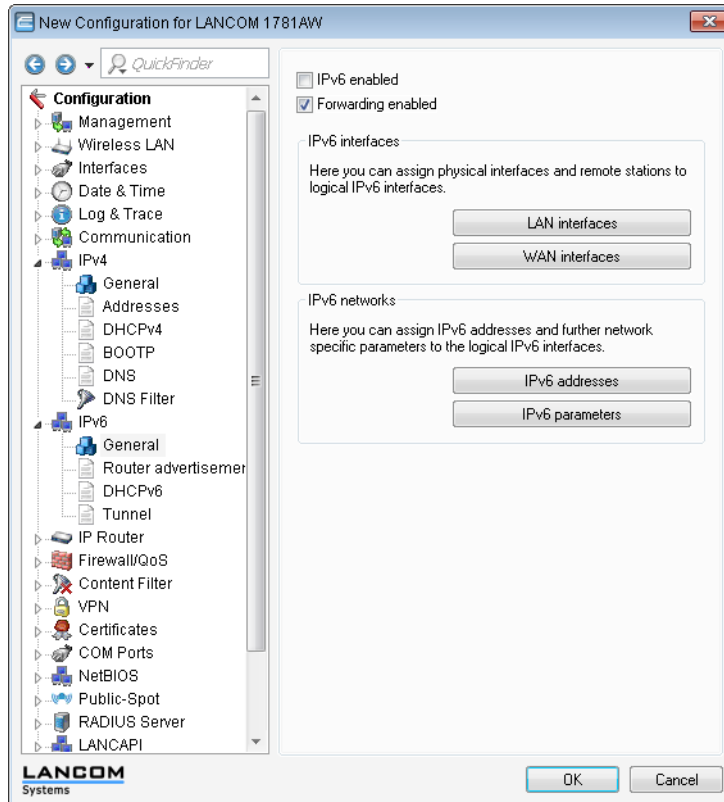 New Configuration for LANCOM 1781AW
QuickFinder
Configuration
Management
Wireless LAN
Interfaces
Date & Time
Log & Trace
Communication
IPv4
General
Addresses
DHCPv4
BOOTP
DNS
DNS Filter
IPv6
General
Router advertisemer
DHCPv6
Tunnel
IP Router
Firewall/QoS
Content Filter
VPN
Certificates
COM Ports
NetBIOS
Public-Spot
RADIUS Server
LANCAPI
IPv6 enabled
Forwarding enabled
IPv6 interfaces
Here you can assign physical interfaces and remote stations to
logical IPv6 interfaces.
LAN interfaces
WAN interfaces
IPv6 networks
Here you can assign IPv6 addresses and further network
specific parameters to the logical IPv6 interfaces.
IPv6 addresses
IPv6 parameters
LANCOM
Systems
OK
Cancel